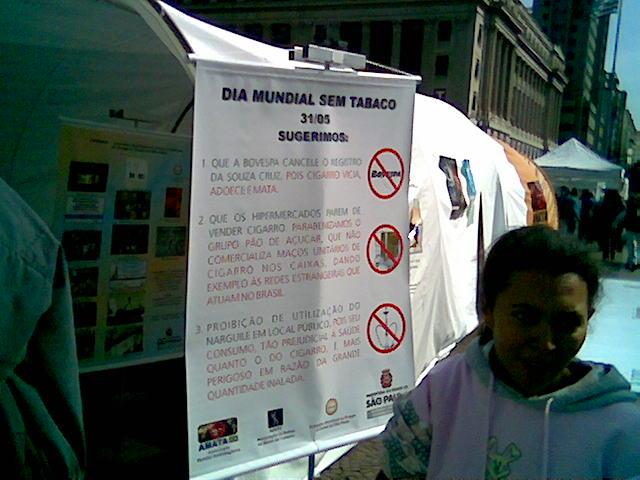 DIA MUNDIAL SEM TABACO
31/05
SUGERIMOS:
1. QUE A BOVESPA CANCELE O REGISTRO
DA SOUZA CRUZ, POIS CIGARRO VICIA,
ADOECE E MATA.
Bovespa
2. QUE OS HIPERMERCADOS PAREM DE
VENDER CIGARRO. PARABENIZAMOS O
GRUPO PÃO DE AÇUCAR, QUE NÃO
COMERCIALIZA MAÇOS UNITÁRIOS DE
CIGARRO NOS CAIXAS, DANDO
EXEMPLO ÀS REDES ESTRANGEIRAS QUE
ATUAM NO BRASIL.
3. PROIBIÇÃO DE UTILIZAÇÃO DO
NARGUILE EM LOCAL PÚBLICO, POIS SEU
CONSUMO, TÃO PREJUDICIAL À SAÚDE
QUANTO O DO CIGARRO, É MAIS
PERIGOSO EM RAZÃO DA GRANDE
QUANTIDADE INALADA.
SÃO PAULO
AMATA